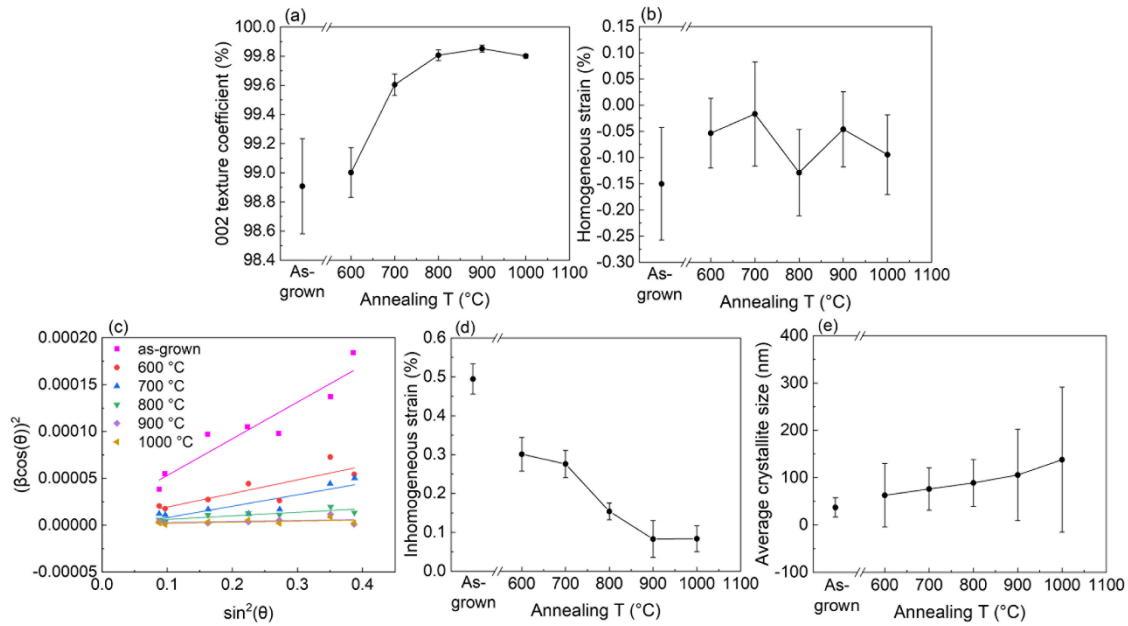 (a)
100.0
99.8
99.6
99.4
99.2
99.0
98.8
98.6
98.4
002 texture coefficient (%)
As-
grown
600 700 800 900 1000 1100
Annealing T (°C)
(b)
0.15
0.10
0.05
0.00
-0.05
-0.10
-0.15
-0.20
-0.25
-0.30
Homogeneous strain (%)
As-
grown
600 700 800 900 1000 1100
Annealing T (°C)
(c)
0.00020
0.00015
0.00010
0.00005
0.00000
-0.00005
(βcos(θ))²
as-grown
600 °C
700 °C
800 °C
900 °C
1000 °C
0.0 0.1 0.2 0.3 0.4
sin²(θ)
(d)
0.6
0.5
0.4
0.3
0.2
0.1
0.0
Inhomogeneous strain (%)
As-
grown
600 700 800 900 1000 1100
Annealing T (°C)
(e)
400
300
200
100
0
-100
Average crystallite size (nm)
As-
grown
600 700 800 900 1000 1100
Annealing T (°C)